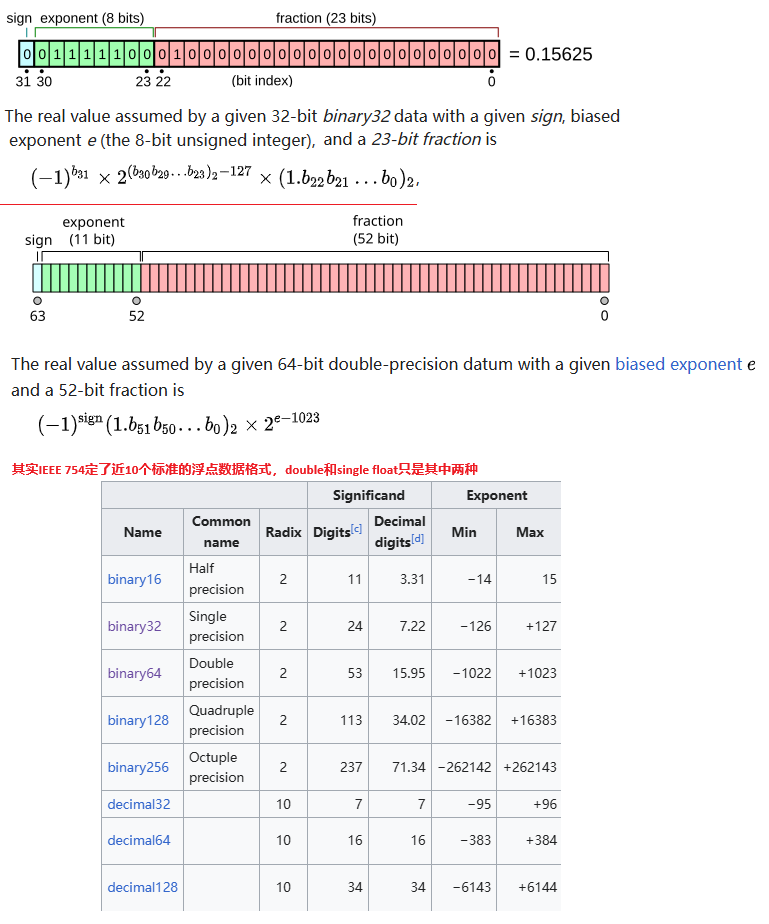 sign exponent (8 bits) fraction (23 bits)
0 0 1 1 1 1 1 0 0 0 1 0 0 0 0 0 0 0 0 0 0 0 0 0 0 0 0 0 0 0 0 0 = 0.15625
31 30 23 22 (bit index) 0
The real value assumed by a given 32-bit binary32 data with a given sign, biased
exponent e (the 8-bit unsigned integer), and a 23-bit fraction is
(−1)^{b_{31}} × 2^{(b_{30}b_{29}...b_{23})_2−127} × (1.b_{22}b_{21}...b_0)_2,
exponent fraction
sign (11 bit) (52 bit)
63 52 0
The real value assumed by a given 64-bit double-precision datum with a given biased exponent e
and a 52-bit fraction is
(−1)^{sign}(1.b_{51}b_{50}...b_0)_2 × 2^{e−1023}
其实IEEE 754定了近10个标准的浮点数据格式，double和single float只是其中两种
Significand Exponent
Name Common name Radix Digits[c] Decimal digits[d] Min Max
binary16 Half precision 2 11 3.31 −14 15
binary32 Single precision 2 24 7.22 −126 +127
binary64 Double precision 2 53 15.95 −1022 +1023
binary128 Quadruple precision 2 113 34.02 −16382 +16383
binary256 Octuple precision 2 237 71.34 −262142 +262143
decimal32 10 7 7 −95 +96
decimal64 10 16 16 −383 +384
decimal128 10 34 34 −6143 +6144